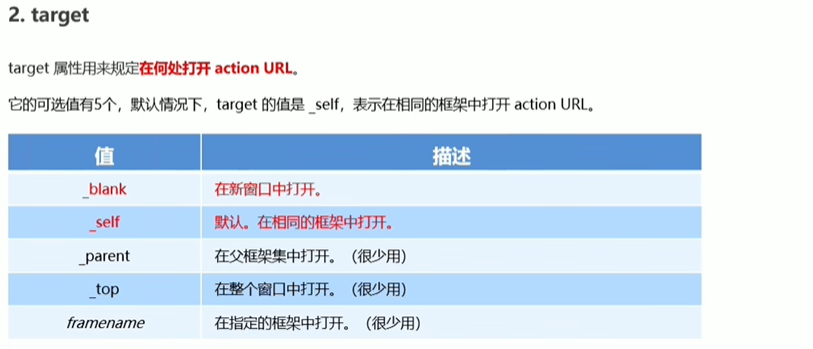 2. target
target 属性用来规定在何处打开 action URL。
它的可选值有5个，默认情况下，target 的值是 _self，表示在相同的框架中打开 action URL。
值 描述
_blank 在新窗口中打开。
_self 默认。在相同的框架中打开。
_parent 在父框架集中打开。（很少用）
_top 在整个窗口中打开。（很少用）
framename 在指定的框架中打开。（很少用）